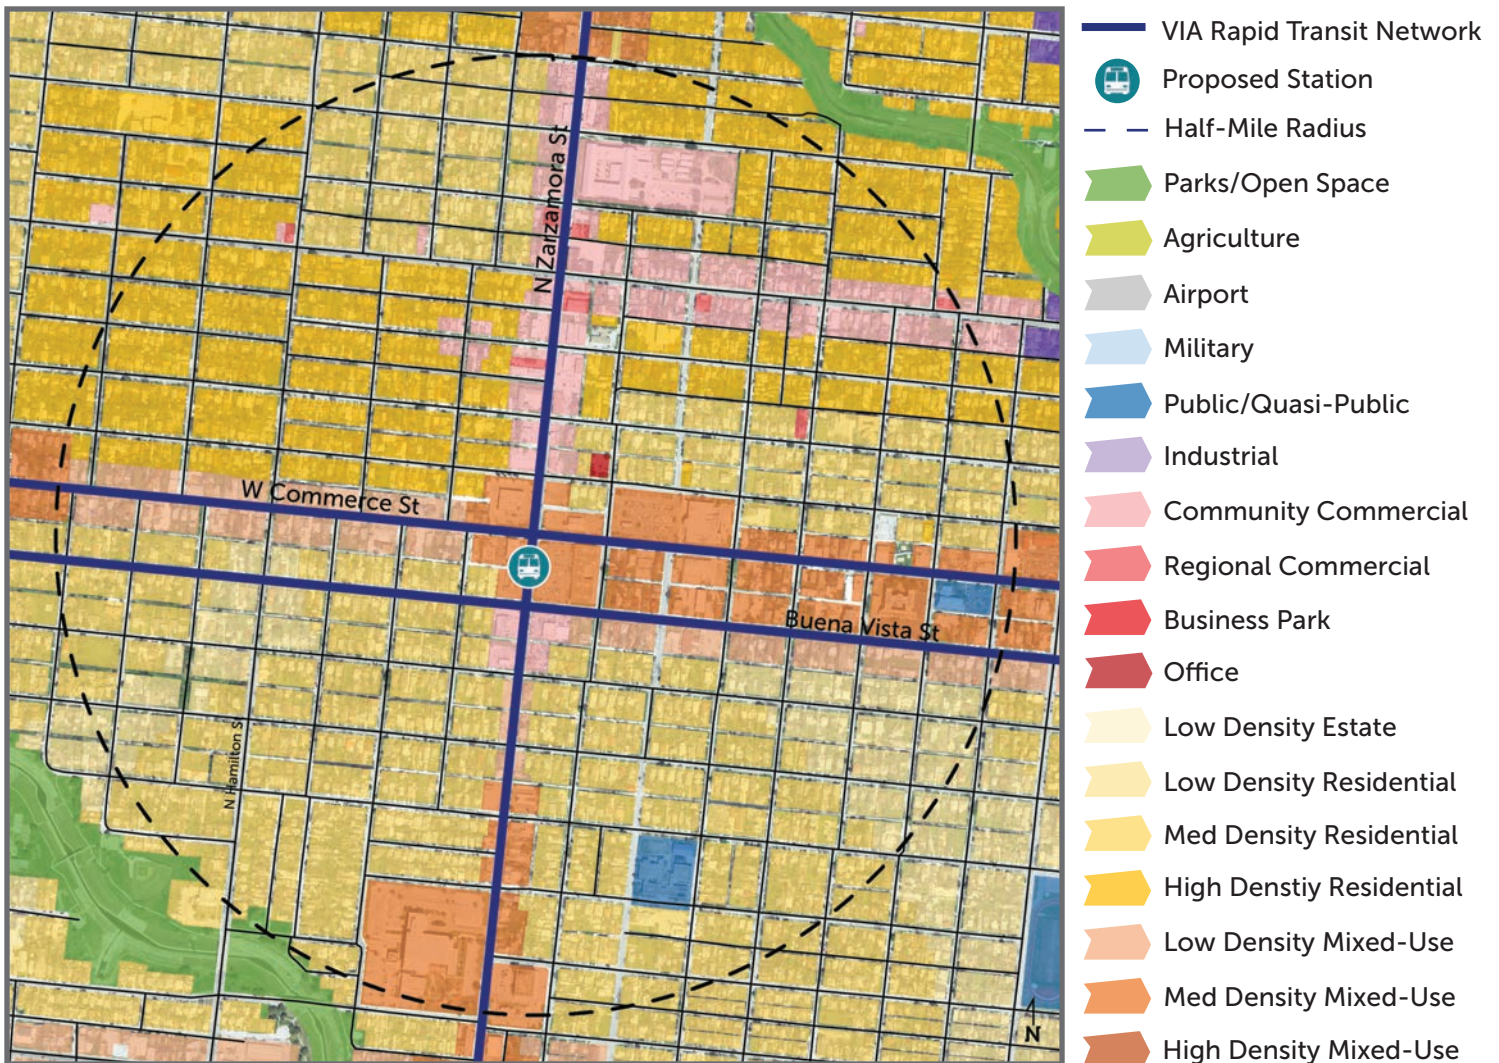 N Zarzamora St
W Commerce St
Buena Vista St
N Hamilton S
N
VIA Rapid Transit Network
Proposed Station
Half-Mile Radius
Parks/Open Space
Agriculture
Airport
Military
Public/Quasi-Public
Industrial
Community Commercial
Regional Commercial
Business Park
Office
Low Density Estate
Low Density Residential
Med Density Residential
High Denstiy Residential
Low Density Mixed-Use
Med Density Mixed-Use
High Density Mixed-Use